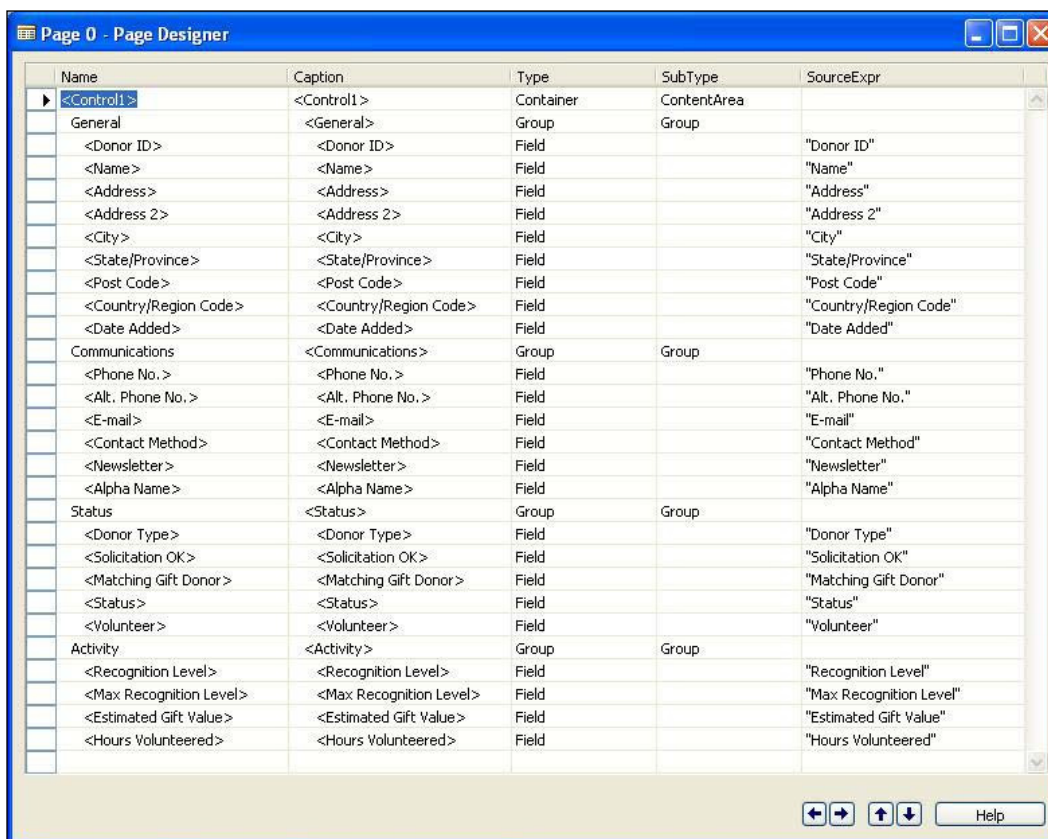 Page 0 - Page Designer
Name Caption Type SubType SourceExpr
<Control1> <Control1> Container ContentArea
General <General> Group Group
<Donor ID> <Donor ID> Field "Donor ID"
<Name> <Name> Field "Name"
<Address> <Address> Field "Address"
<Address 2> <Address 2> Field "Address 2"
<City> <City> Field "City"
<State/Province> <State/Province> Field "State/Province"
<Post Code> <Post Code> Field "Post Code"
<Country/Region Code> <Country/Region Code> Field "Country/Region Code"
<Date Added> <Date Added> Field "Date Added"
Communications <Communications> Group Group
<Phone No.> <Phone No.> Field "Phone No."
<Alt. Phone No.> <Alt. Phone No.> Field "Alt. Phone No."
<E-mail> <E-mail> Field "E-mail"
<Contact Method> <Contact Method> Field "Contact Method"
<Newsletter> <Newsletter> Field "Newsletter"
<Alpha Name> <Alpha Name> Field "Alpha Name"
Status <Status> Group Group
<Donor Type> <Donor Type> Field "Donor Type"
<Solicitation OK> <Solicitation OK> Field "Solicitation OK"
<Matching Gift Donor> <Matching Gift Donor> Field "Matching Gift Donor"
<Status> <Status> Field "Status"
<Volunteer> <Volunteer> Field "Volunteer"
Activity <Activity> Group Group
<Recognition Level> <Recognition Level> Field "Recognition Level"
<Max Recognition Level> <Max Recognition Level> Field "Max Recognition Level"
<Estimated Gift Value> <Estimated Gift Value> Field "Estimated Gift Value"
<Hours Volunteered> <Hours Volunteered> Field "Hours Volunteered"
Help